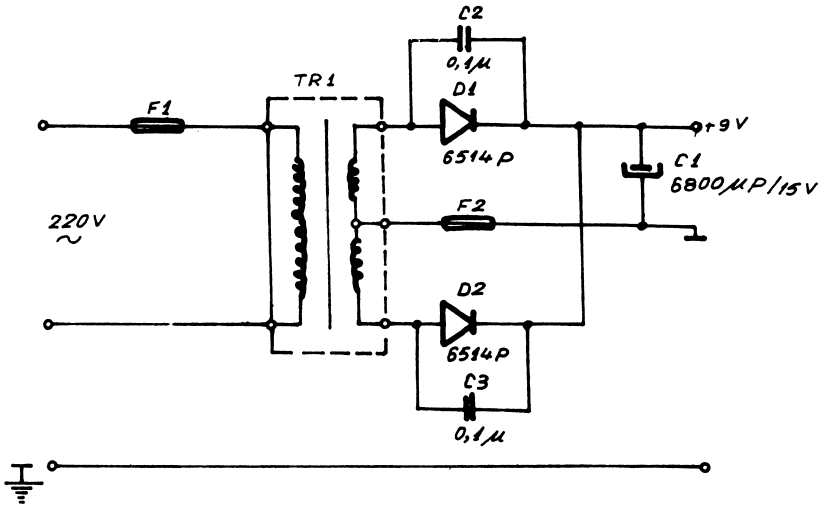 C2
0,1μ
TR1
D1
F1
+9V
6514P
C1
6800μP/15V
F2
220V
~
D2
6514P
C3
0,1μ